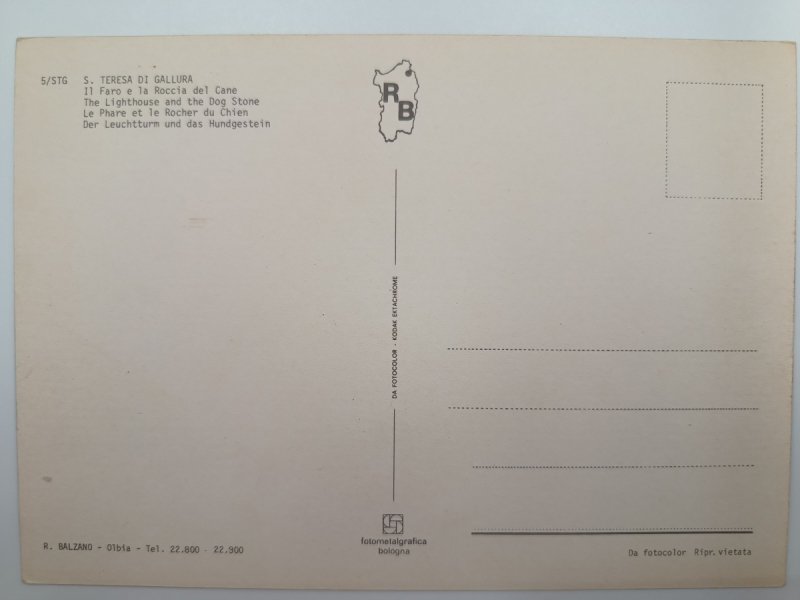 5/STG S. TERESA DI GALLURA
Il Faro e la Roccia del Cane
The Lighthouse and the Dog Stone
Le Phare et le Rocher du Chien
Der Leuchtturm und das Hundgestein
RB
DA FOTOCOLOR - KODAK EKTACHROME
R. BALZANO - Olbia - Tel. 22.800 - 22.900
fotometalgrafica
bologna
Da fotocolor Ripr. vietata